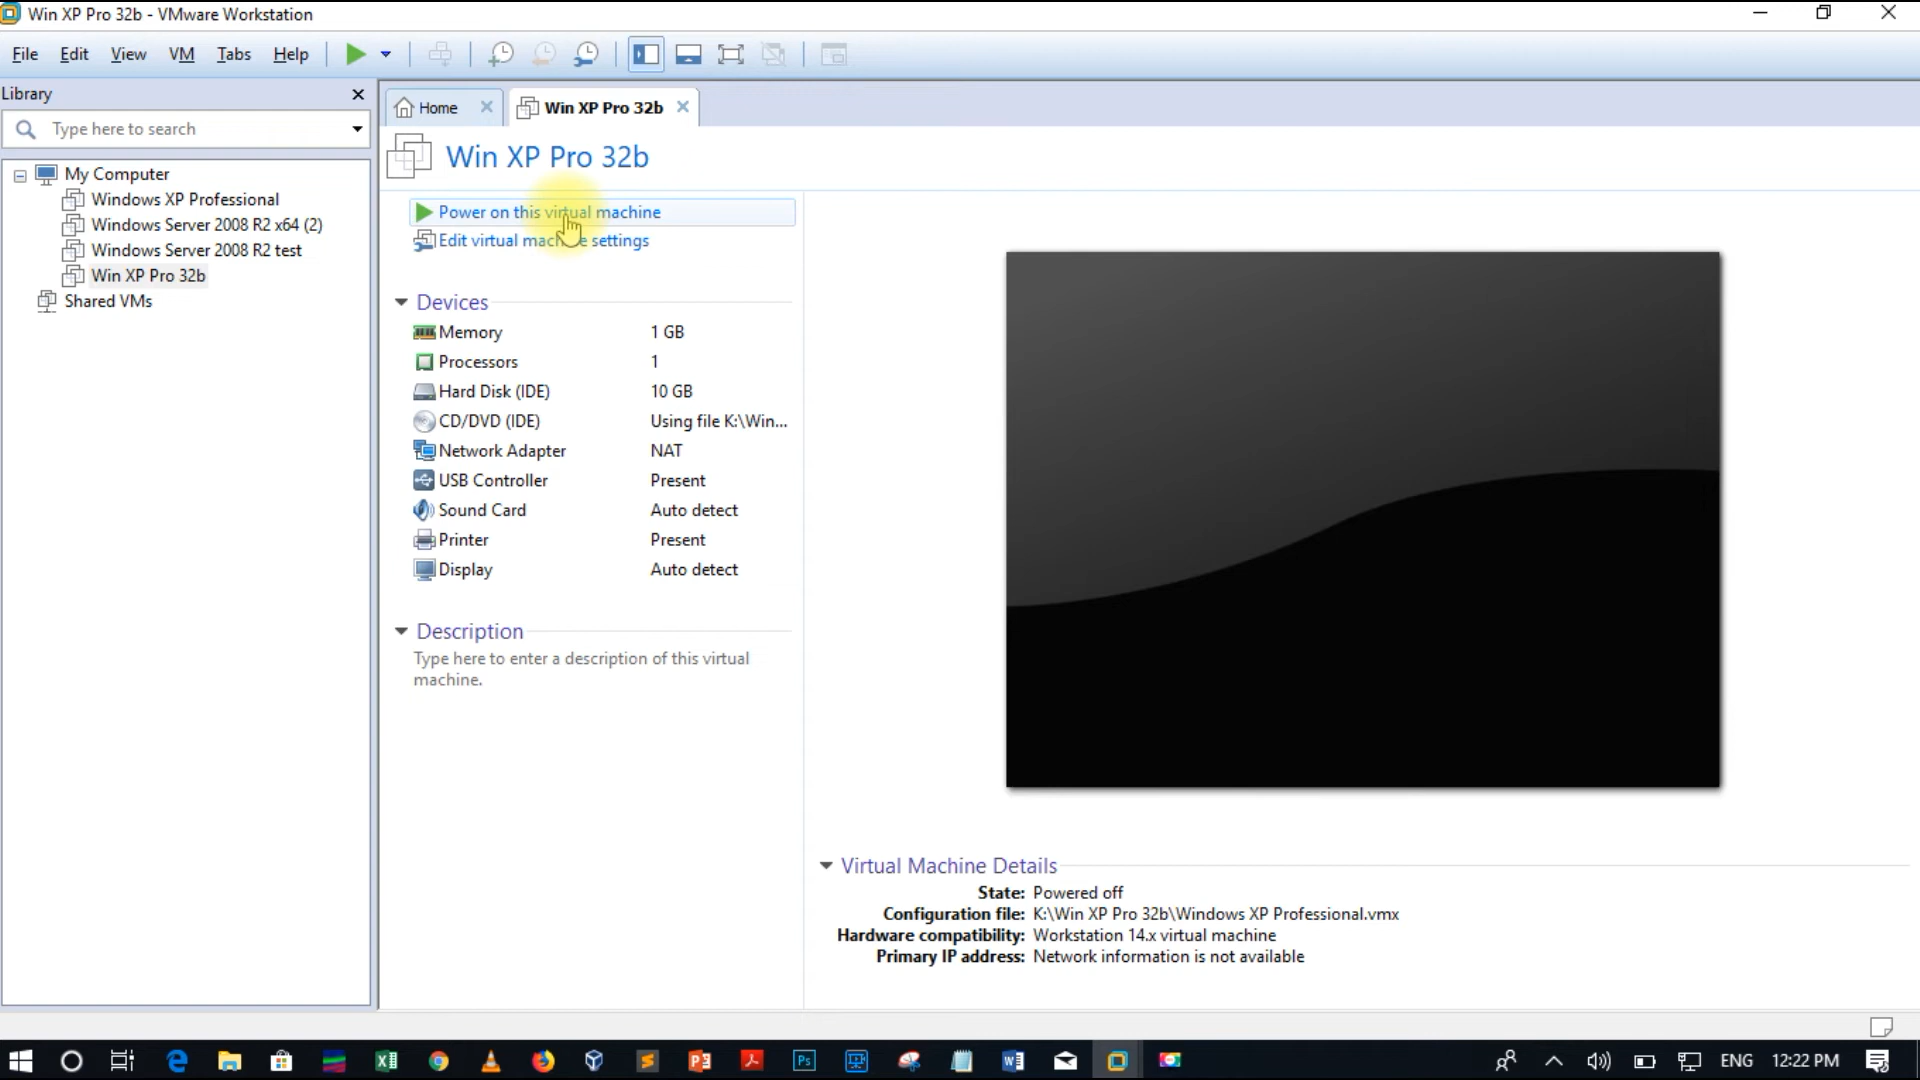 Win XP Pro 32b - VMware Workstation
File Edit View VM Tabs Help
Library
Type here to search
My Computer
Windows XP Professional
Windows Server 2008 R2 x64 (2)
Windows Server 2008 R2 test
Win XP Pro 32b
Shared VMs
Home
Win XP Pro 32b
Win XP Pro 32b
Power on this virtual machine
Edit virtual machine settings
Devices
Memory 1 GB
Processors 1
Hard Disk (IDE) 10 GB
CD/DVD (IDE) Using file K:\Win...
Network Adapter NAT
USB Controller Present
Sound Card Auto detect
Printer Present
Display Auto detect
Description
Type here to enter a description of this virtual
machine.
Virtual Machine Details
State: Powered off
Configuration file: K:\Win XP Pro 32b\Windows XP Professional.vmx
Hardware compatibility: Workstation 14.x virtual machine
Primary IP address: Network information is not available
ENG 12:22 PM